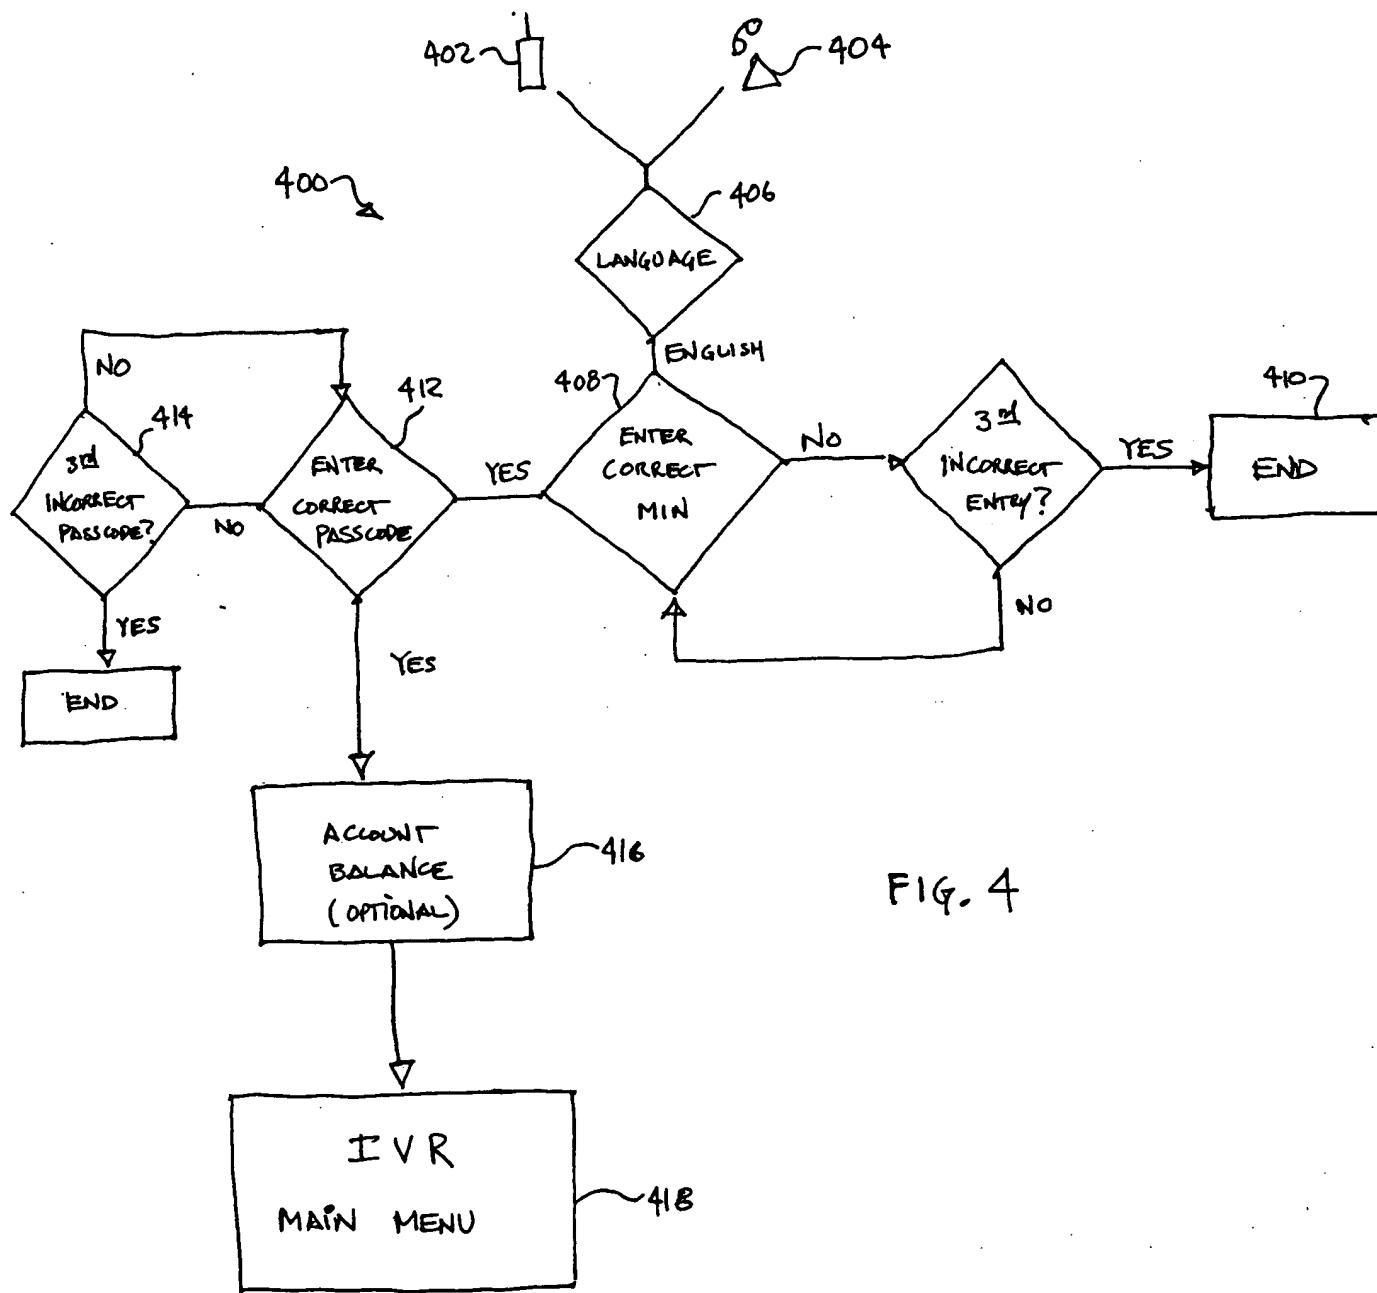 402
404
400
406
LANGUAGE
ENGLISH
NO
408
412
414
410
3rd
INCORRECT
PASSCODE?
NO
ENTER
CORRECT
PASSCODE
YES
ENTER
CORRECT
MIN
NO
3rd
INCORRECT
ENTRY?
YES
END
NO
YES
END
YES
ACCOUNT
BALANCE
(OPTIONAL)
416
FIG. 4
IVR
MAIN MENU
418